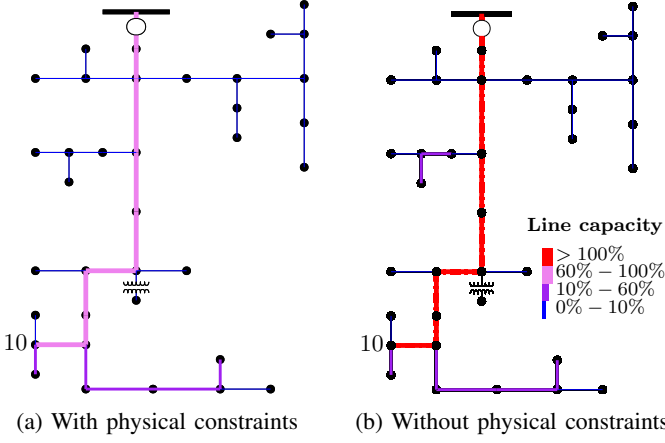 Line capacity
> 100%
60% − 100%
10% − 60%
0% − 10%
10
10
(a) With physical constraints
(b) Without physical constraints